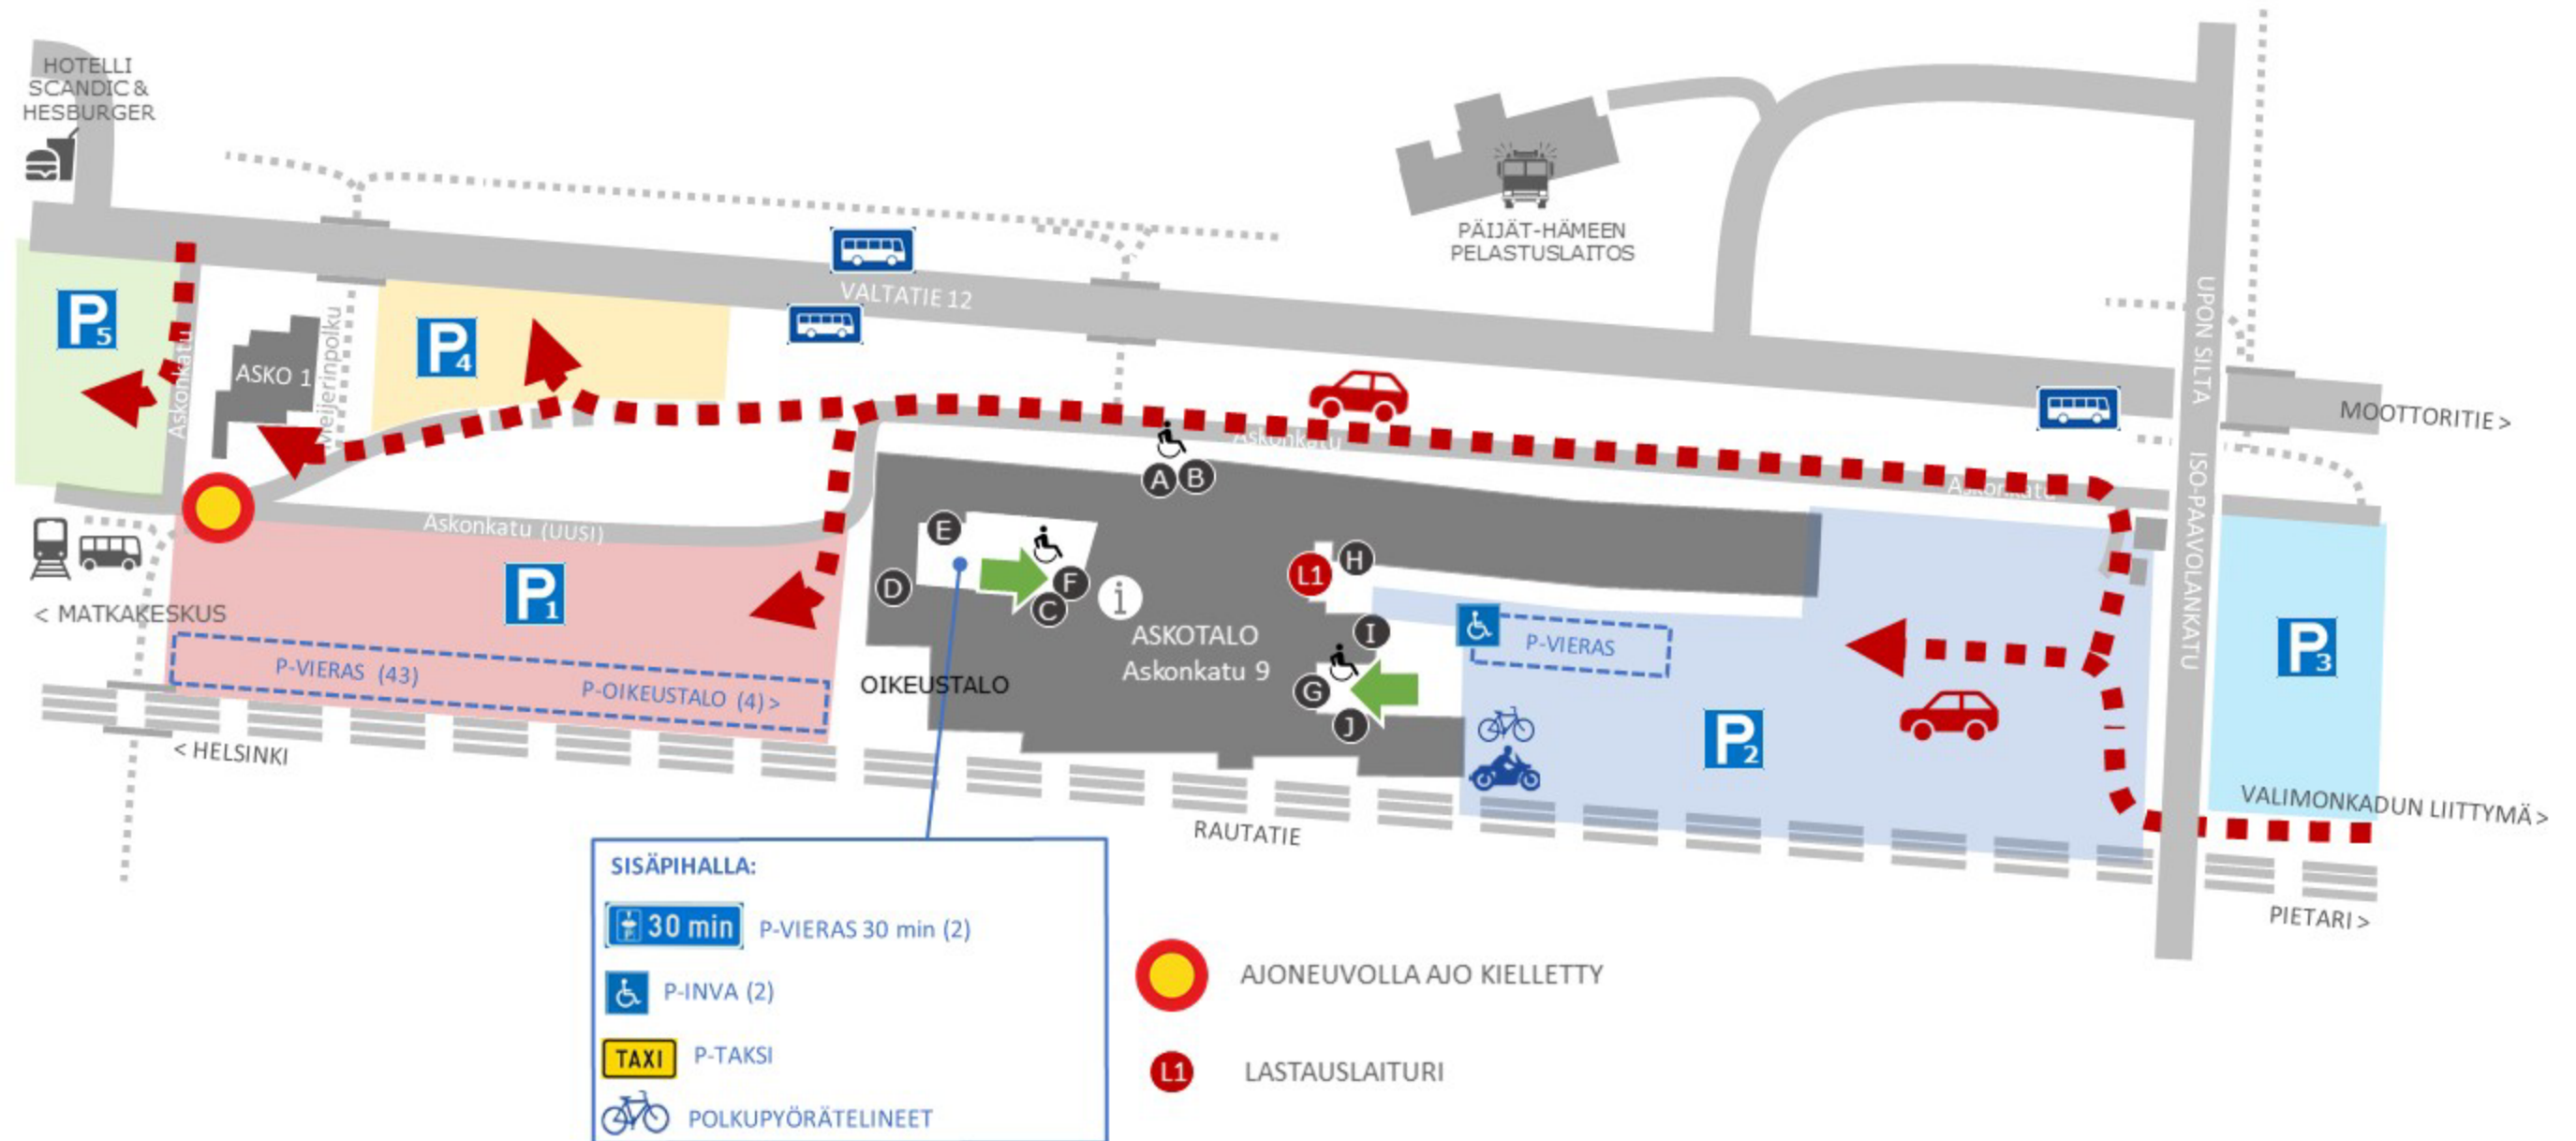 HOTELLI
SCANDIC &
HESBURGER
PÄIJÄT-HÄMEEN
PELASTUSLAITOS
VALTATIE 12
UPON SILTA
ISO-PAAVOLANKATU
MOOTTORITIE >
P5
Askonkatu
ASKO 1
Meijerinpolku
P4
Askonkatu
Askonkatu
A
B
Askonkatu (UUSI)
E
D
F
C
i
L1
H
I
G
J
ASKOTALO
Askonkatu 9
OIKEUSTALO
P1
P-VIERAS (43)
P-OIKEUSTALO (4) >
P-VIERAS
P2
P3
< MATKAKESKUS
< HELSINKI
RAUTATIE
VALIMONKADUN LIITTYMÄ >
PIETARI >
SISÄPIHALLA:
30 min P-VIERAS 30 min (2)
P-INVA (2)
TAXI P-TAKSI
POLKUPYÖRÄTELINEET
AJONEUVOLLA AJO KIELLETTY
L1 LASTAUSLAITURI